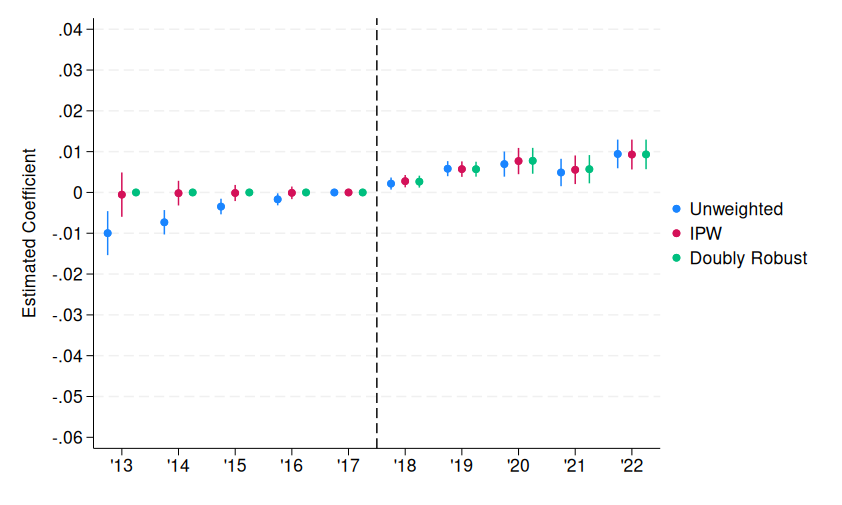 .04
.03
.02
.01
0
-.01
-.02
-.03
-.04
-.05
-.06
Estimated Coefficient
'13 '14 '15 '16 '17 '18 '19 '20 '21 '22
Unweighted
IPW
Doubly Robust